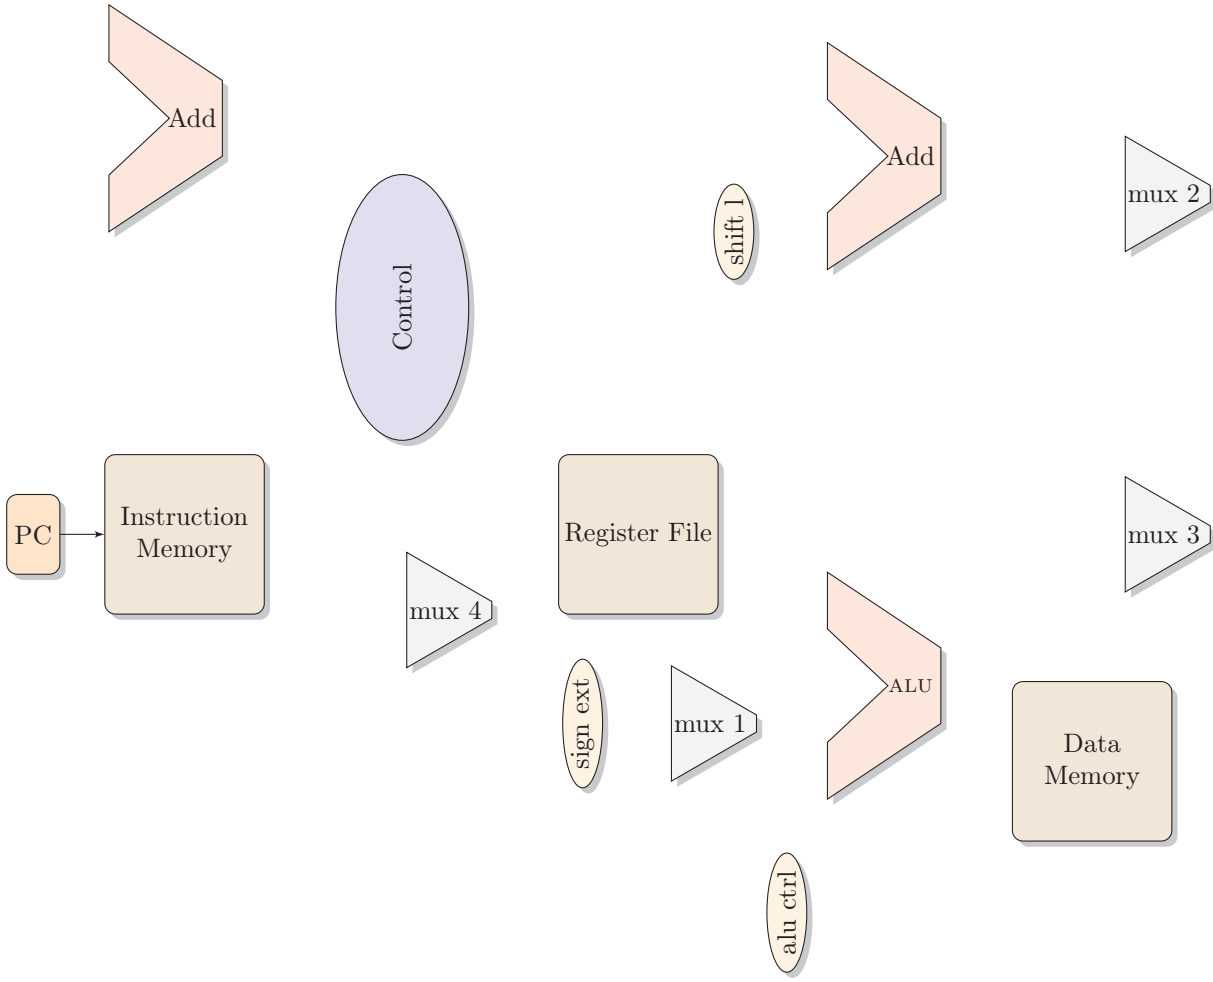 Add
Add
mux 2
shift l
Control
PC
Instruction
Memory
Register File
mux 3
mux 4
sign ext
mux 1
ALU
Data
Memory
alu ctrl